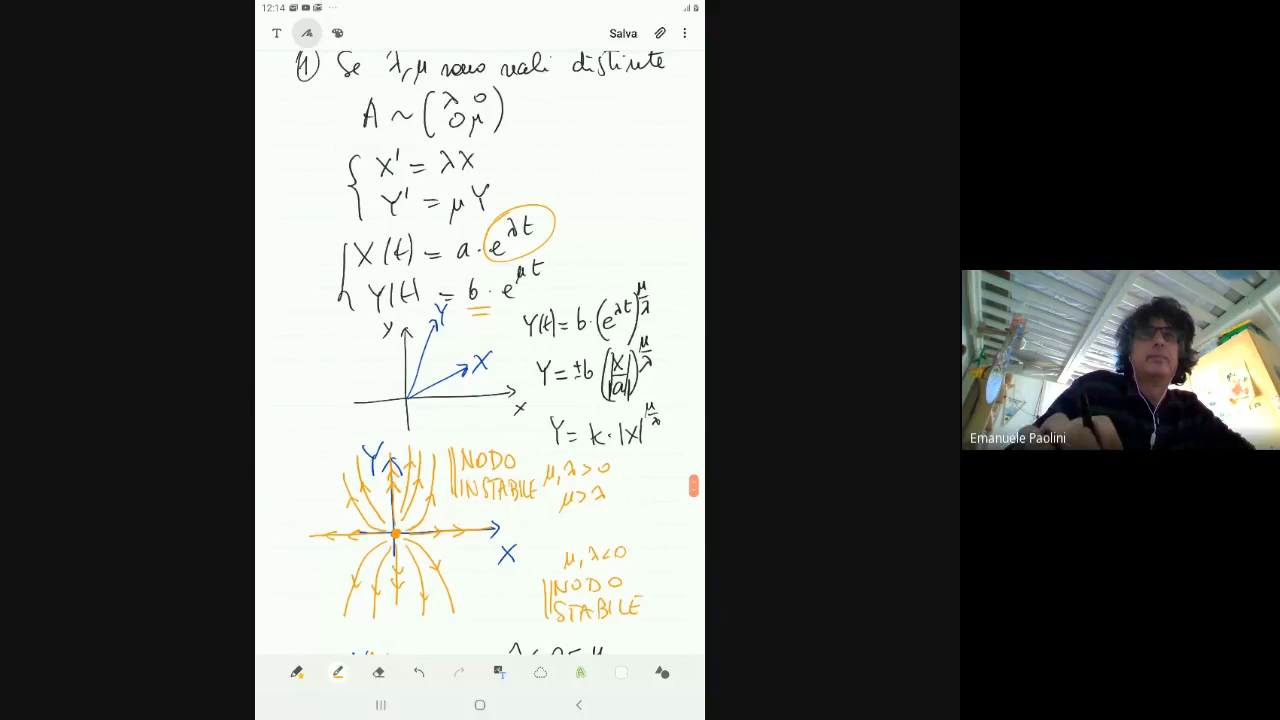 12:14
T
Salva
1) Se λ, μ sono reali distinte
A ~ (λ 0
0 μ)
{ X' = λX
Y' = μY
{ X(t) = a · e^{λt}
Y(t) = b · e^{μt}
y
Y
X
x
Y(t) = b · (e^{λt})^{μ/λ}
Y = ±b (|X|/|a|)^{μ/λ}
Y = k · |X|^{μ/λ}
Y
X
NODO
INSTABILE
μ, λ > 0
μ > λ
μ, λ < 0
NODO
STABILE
Emanuele Paolini